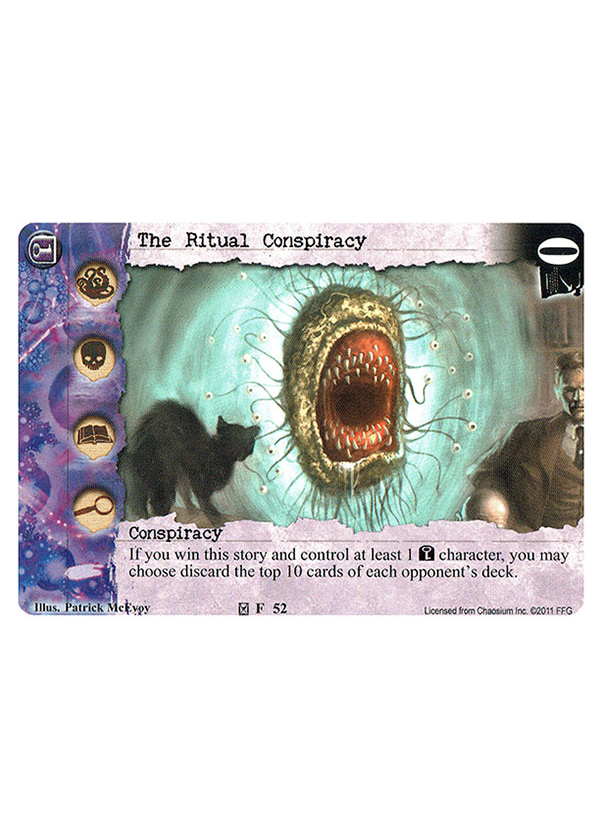 The Ritual Conspiracy
0
Conspiracy
If you win this story and control at least 1 character, you may
choose discard the top 10 cards of each opponent's deck.
Illus. Patrick McEvoy
F 52
Licensed from Chaosium Inc. ©2011 FFG